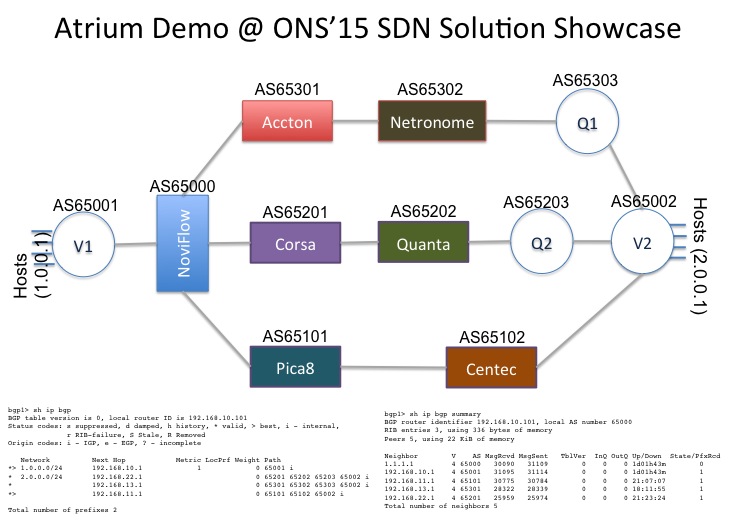 Atrium Demo @ ONS’15 SDN Solution Showcase
AS65303
AS65301
AS65302
Accton
Netronome
Q1
AS65000
AS65001
AS65201
AS65202
AS65203
AS65002
Hosts
(1.0.0.1)
V1
NoviFlow
Corsa
Quanta
Q2
V2
Hosts (2.0.0.1)
AS65101
AS65102
Pica8
Centec
bgp1> sh ip bgp
BGP table version is 0, local router ID is 192.168.10.101
Status codes: s suppressed, d damped, h history, * valid, > best, i - internal,
r RIB-failure, S Stale, R Removed
Origin codes: i - IGP, e - EGP, ? - incomplete
Network Next Hop Metric LocPrf Weight Path
*> 1.0.0.0/24 192.168.10.1 1 0 65001 i
* 2.0.0.0/24 192.168.22.1 0 65201 65202 65203 65002 i
* 192.168.13.1 0 65301 65302 65303 65002 i
*> 192.168.11.1 0 65101 65102 65002 i
Total number of prefixes 2
bgp1> sh ip bgp summary
BGP router identifier 192.168.10.101, local AS number 65000
RIB entries 3, using 336 bytes of memory
Peers 5, using 22 KiB of memory
Neighbor V AS MsgRcvd MsgSent TblVer InQ OutQ Up/Down State/PfxRcd
1.1.1.1 4 65000 30090 31109 0 0 0 1d01h43m 0
192.168.10.1 4 65001 31095 31114 0 0 0 1d01h43m 1
192.168.11.1 4 65101 30775 30784 0 0 0 21:07:07 1
192.168.13.1 4 65301 28322 28339 0 0 0 18:11:55 1
192.168.22.1 4 65201 25959 25974 0 0 0 21:23:24 1
Total number of neighbors 5